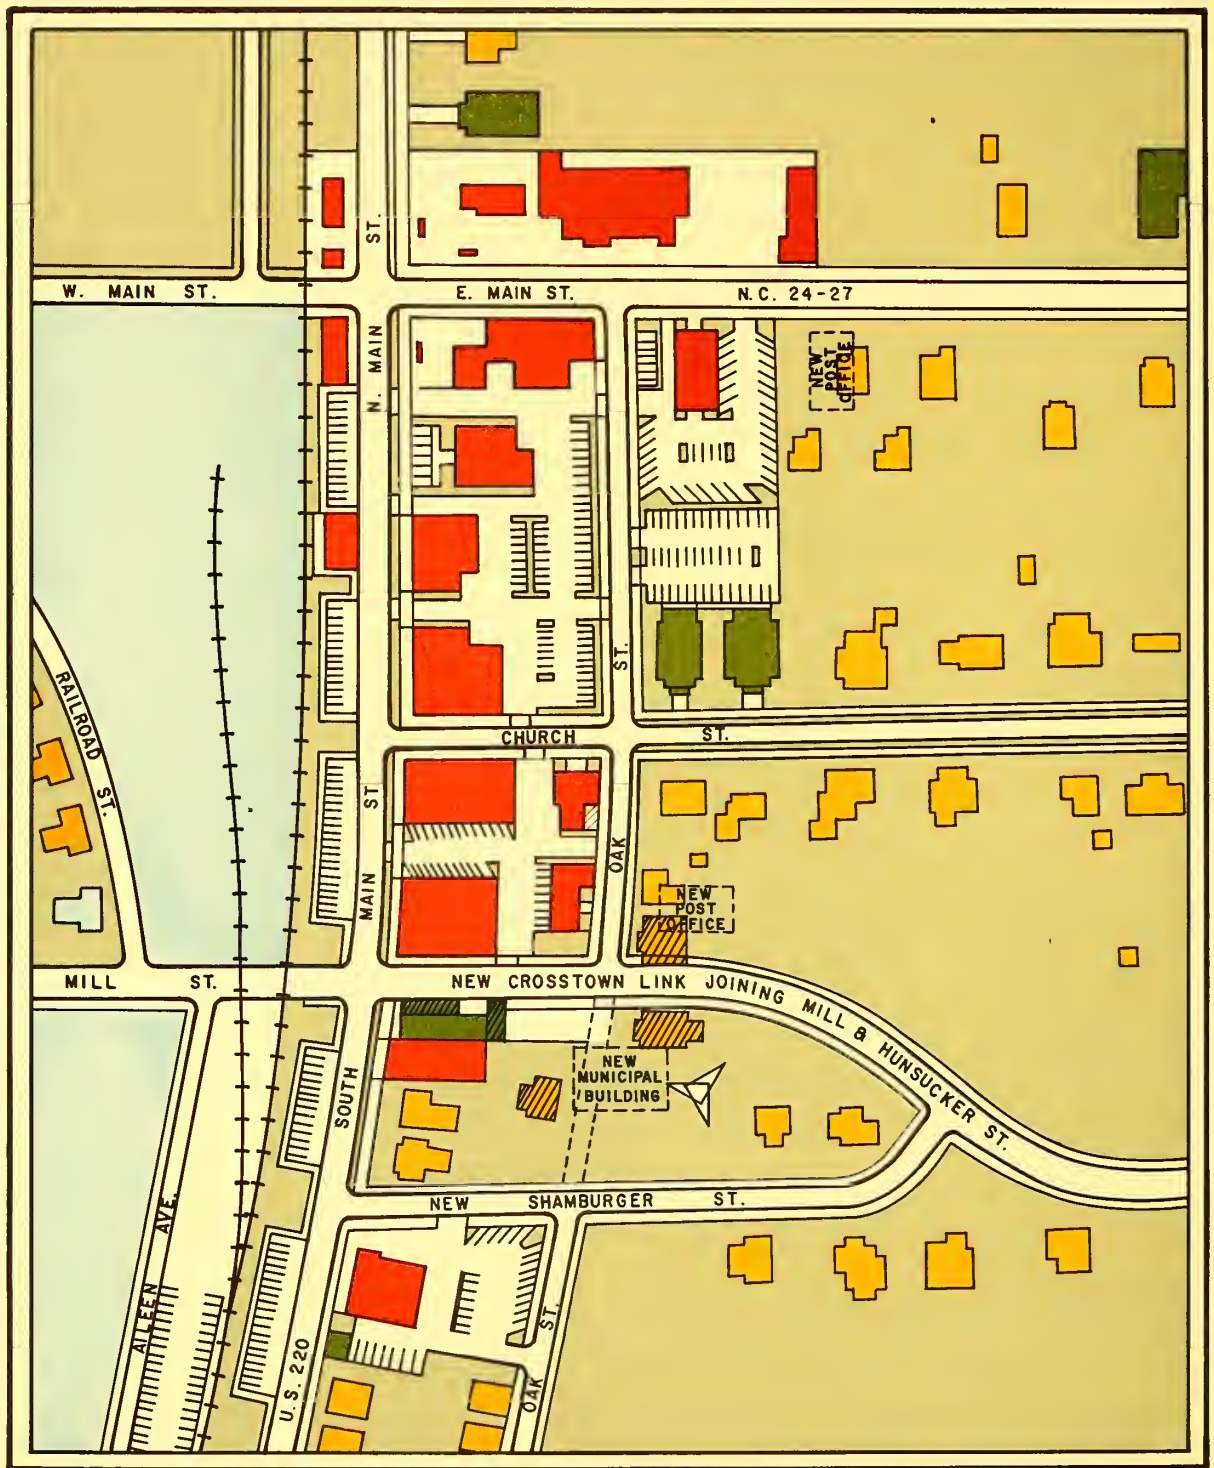 ST.
W. MAIN ST.
E. MAIN ST.
N.C. 24-27
N. MAIN
NEW
POST
OFFICE
ST.
RAILROAD ST.
CHURCH ST.
MAIN ST
OAK
NEW
POST
OFFICE
MILL ST.
NEW CROSSTOWN LINK JOINING MILL & HUNSUCKER ST.
NEW
MUNICIPAL
BUILDING
SOUTH
NEW SHAMBURGER ST.
AILEEN AVE.
U.S. 220
OAK ST.